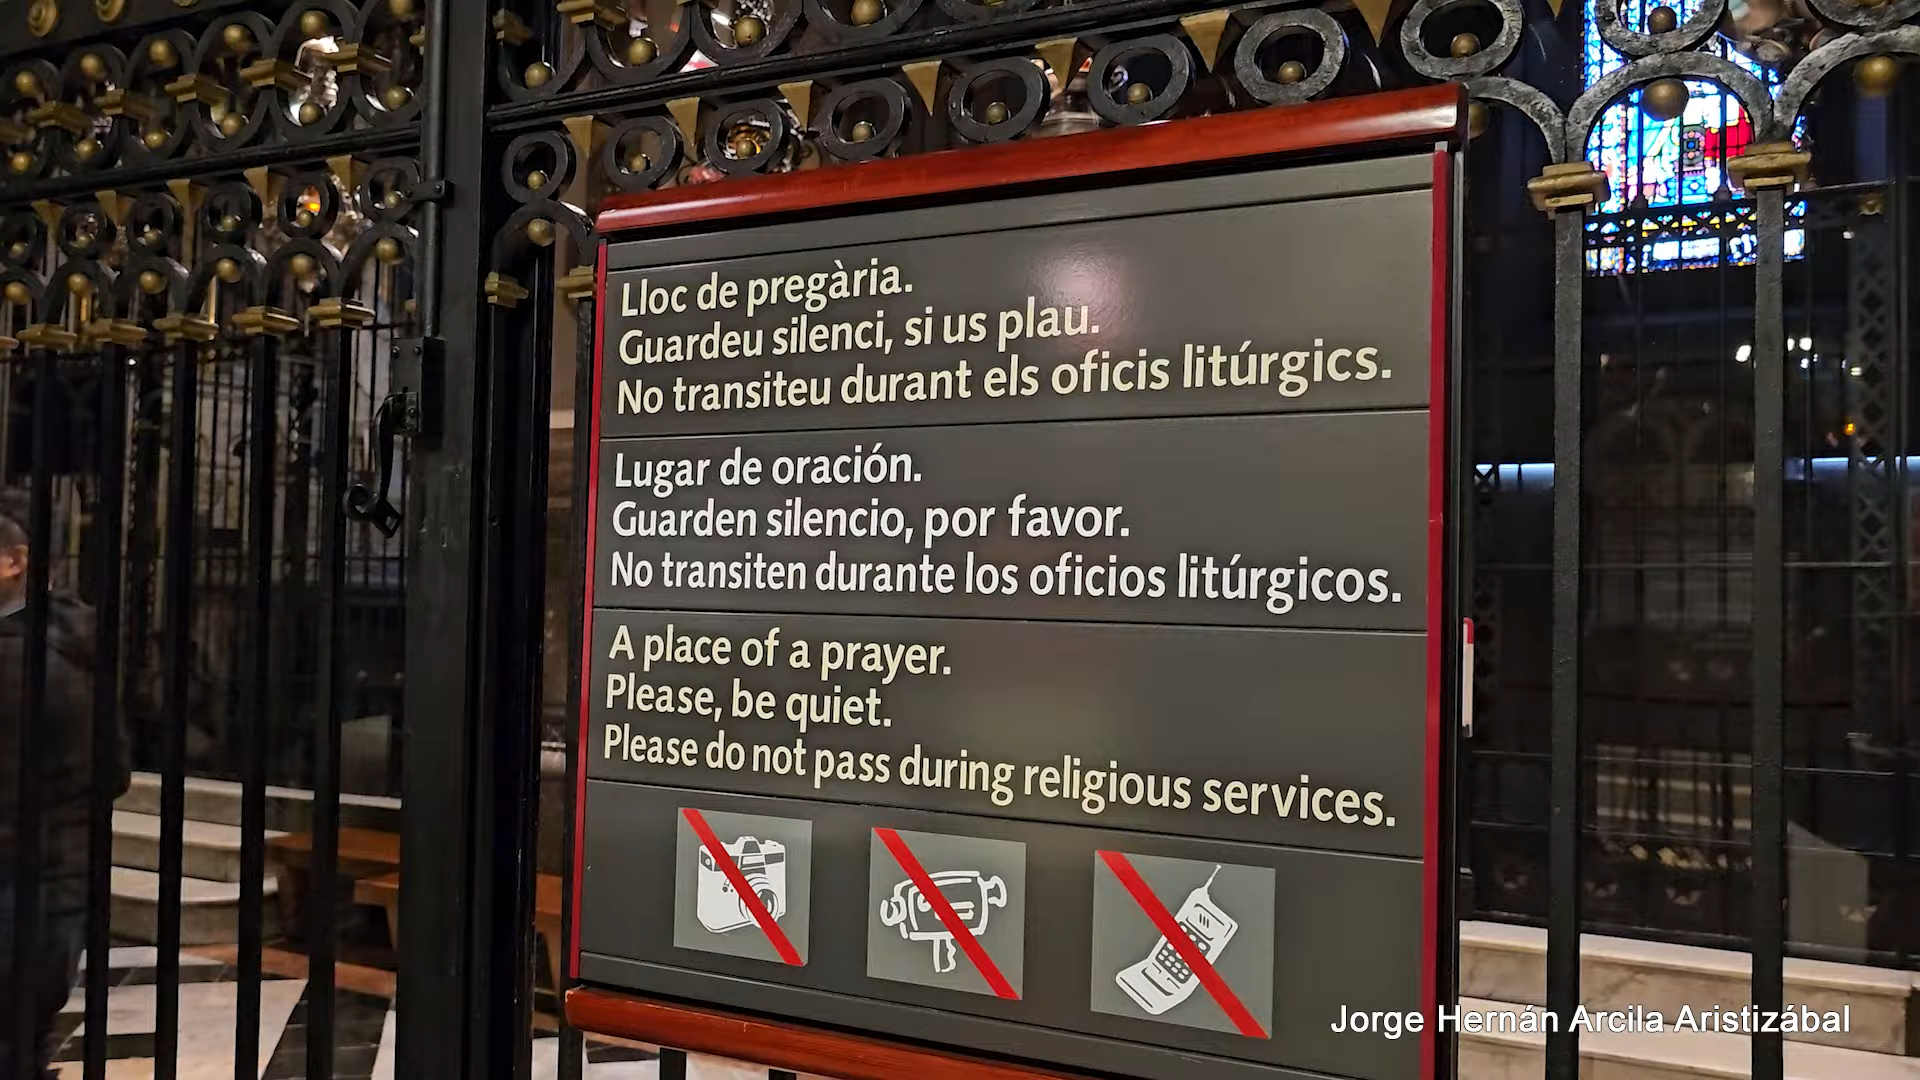 Lloc de pregària.
Guardeu silenci, si us plau.
No transiteu durant els oficis litúrgics.
Lugar de oración.
Guarden silencio, por favor.
No transiten durante los oficios litúrgicos.
A place of a prayer.
Please, be quiet.
Please do not pass during religious services.
Jorge Hernán Arcila Aristizábal